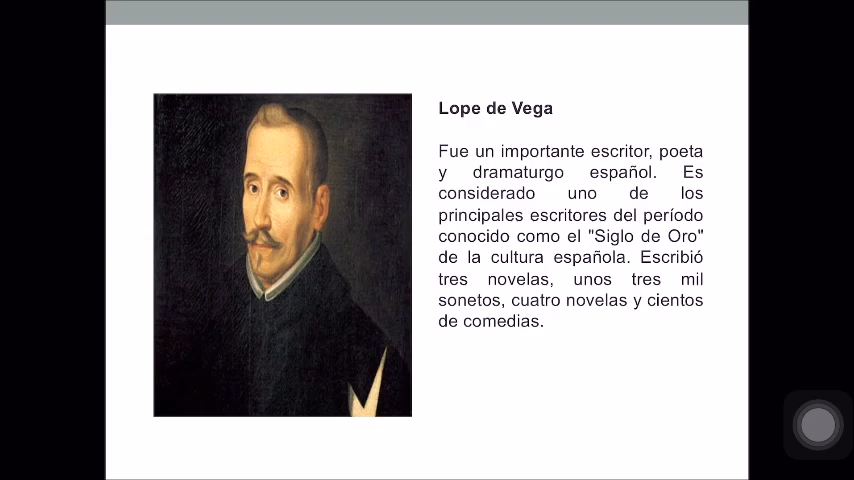 Lope de Vega
Fue un importante escritor, poeta
y dramaturgo español. Es
considerado uno de los
principales escritores del período
conocido como el "Siglo de Oro"
de la cultura española. Escribió
tres novelas, unos tres mil
sonetos, cuatro novelas y cientos
de comedias.